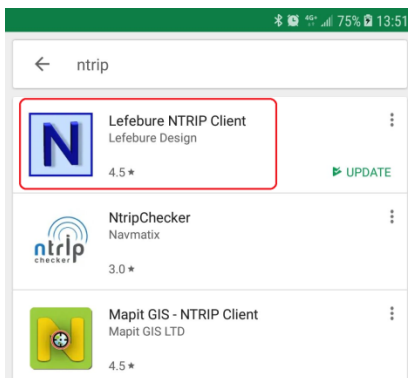 4G+ 75% 13:51
ntrip
N
Lefebure NTRIP Client
Lefebure Design
4.5 ★
UPDATE
ntrip
checker
NtripChecker
Navmatix
3.0 ★
N
Mapit GIS - NTRIP Client
Mapit GIS LTD
4.5 ★